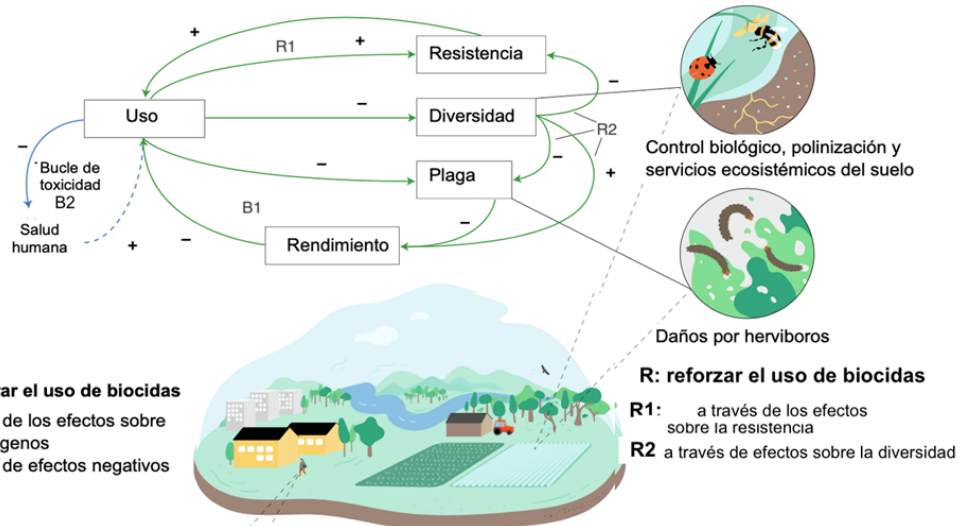 +
R1
+
Resistencia
–
Uso
–
Diversidad
R2
–
Bucle de
toxicidad
B2
–
Plaga
–
+
Salud
humana
+
–
B1
–
Rendimiento
Control biológico, polinización y
servicios ecosistémicos del suelo
Daños por herviboros
ar el uso de biocidas
de los efectos sobre
genos
de efectos negativos
R: reforzar el uso de biocidas
R1: a través de los efectos
sobre la resistencia
R2 a través de efectos sobre la diversidad